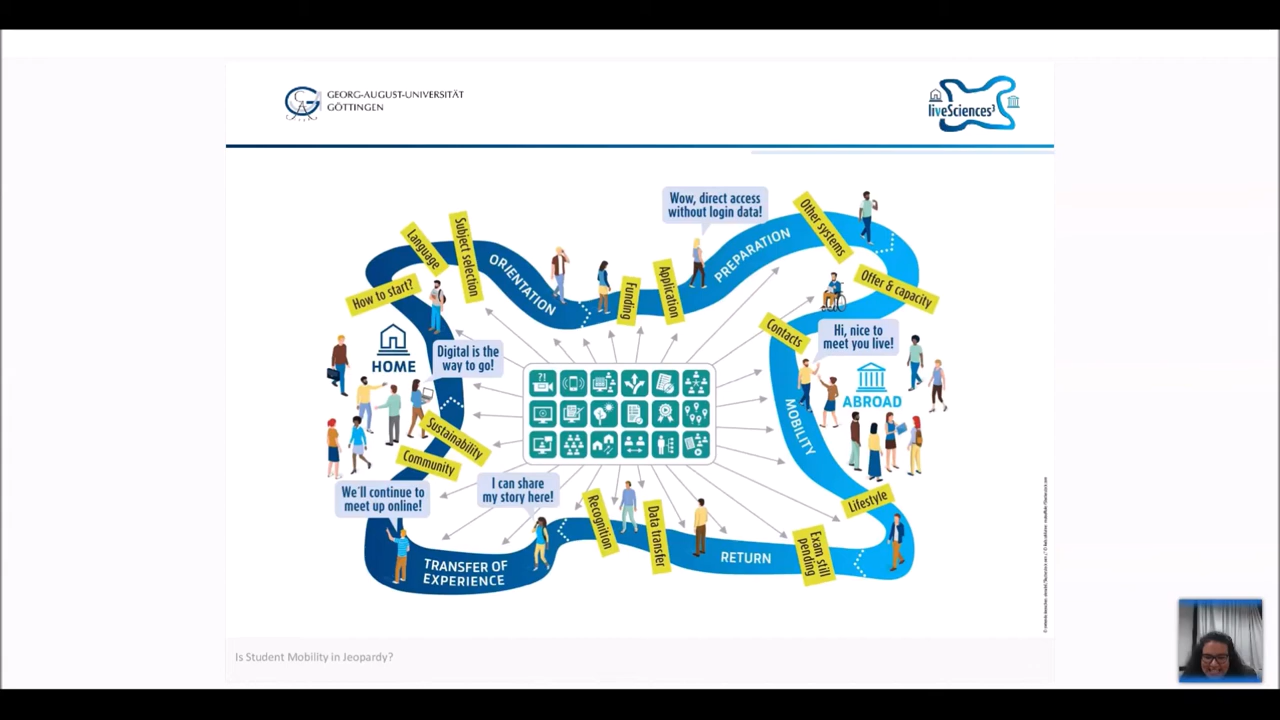 GEORG-AUGUST-UNIVERSITÄT
GÖTTINGEN
liveSciences³
Wow, direct access
without login data!
Other systems
Subject selection
Language
ORIENTATION
PREPARATION
How to start?
Funding
Application
Offer & capacity
Contacts
Hi, nice to
meet you live!
HOME
Digital is the
way to go!
?!
ABROAD
MOBILITY
Sustainability
Community
We´ll continue to
meet up online!
I can share
my story here!
Lifestyle
Recognition
Data transfer
Exam still
pending
RETURN
TRANSFER OF
EXPERIENCE
Is Student Mobility in Jeopardy?